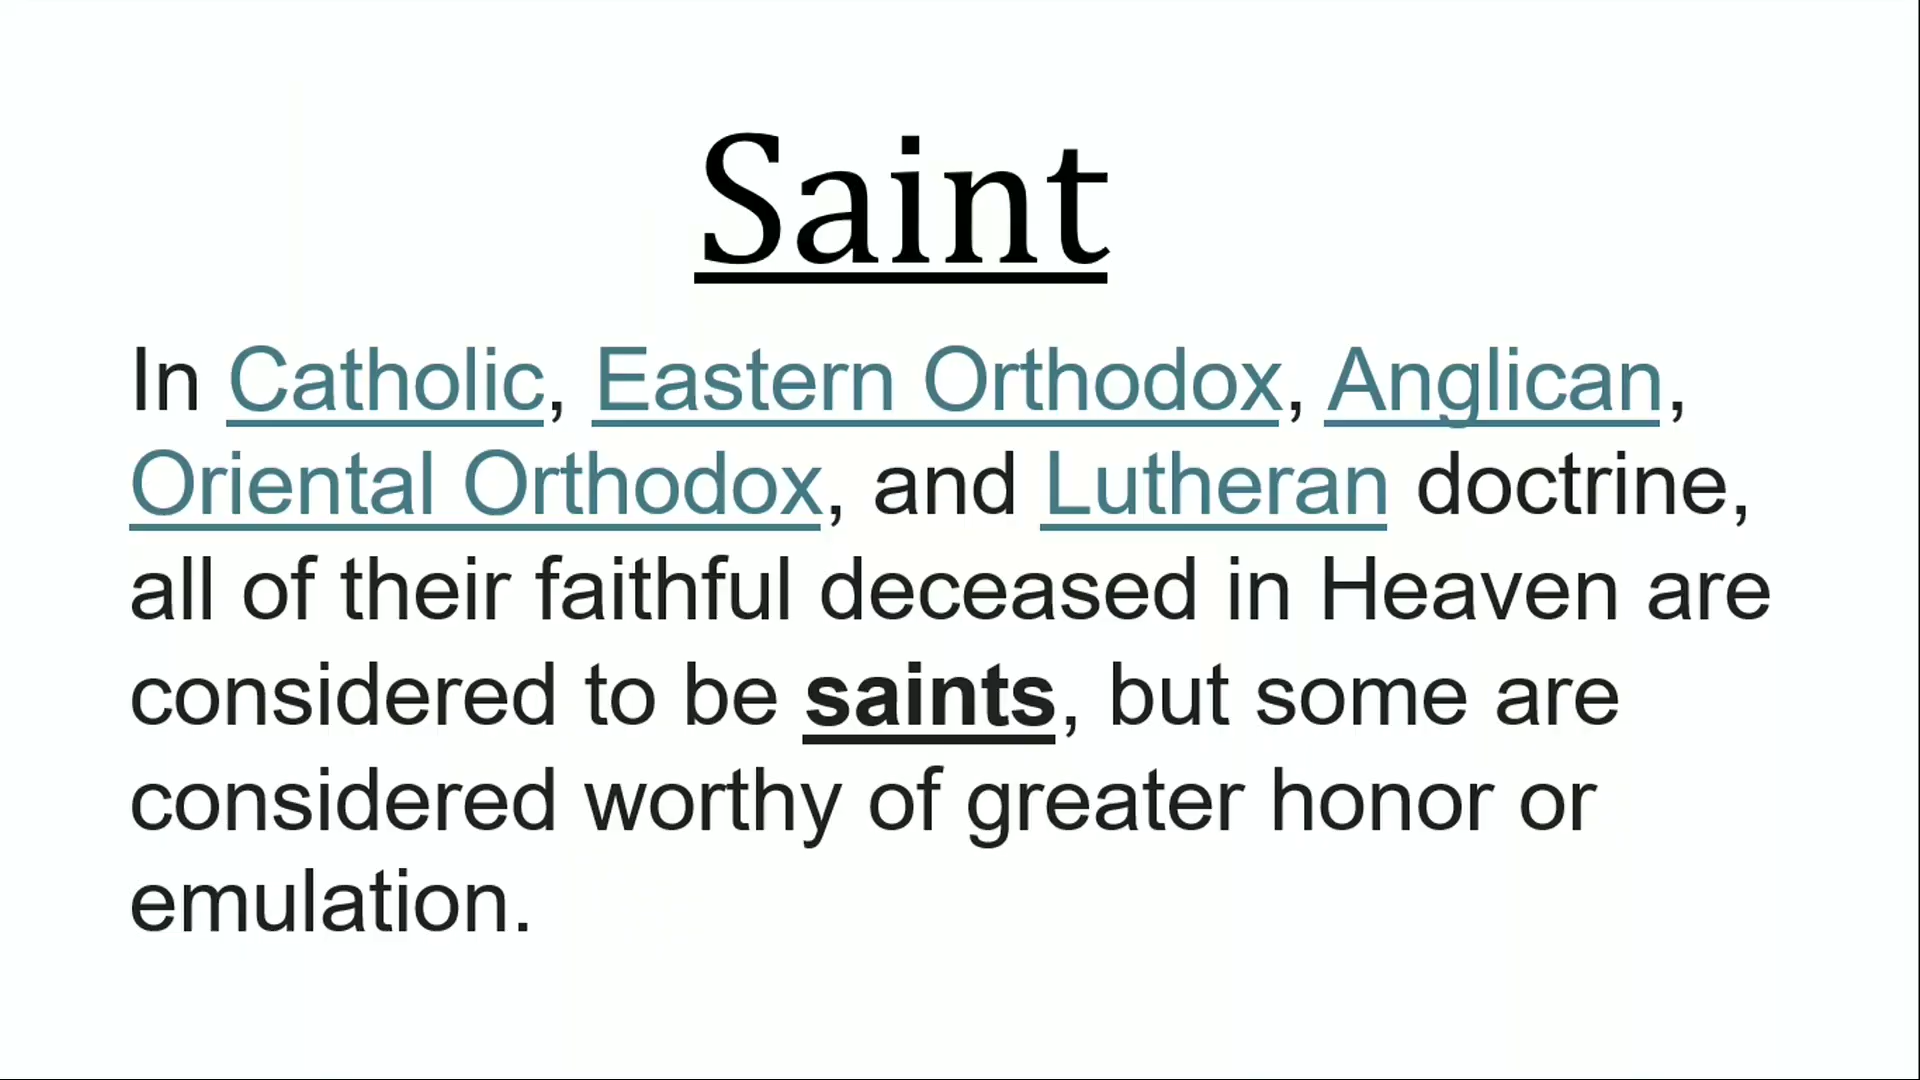 Saint
In Catholic, Eastern Orthodox, Anglican,
Oriental Orthodox, and Lutheran doctrine,
all of their faithful deceased in Heaven are
considered to be saints, but some are
considered worthy of greater honor or
emulation.